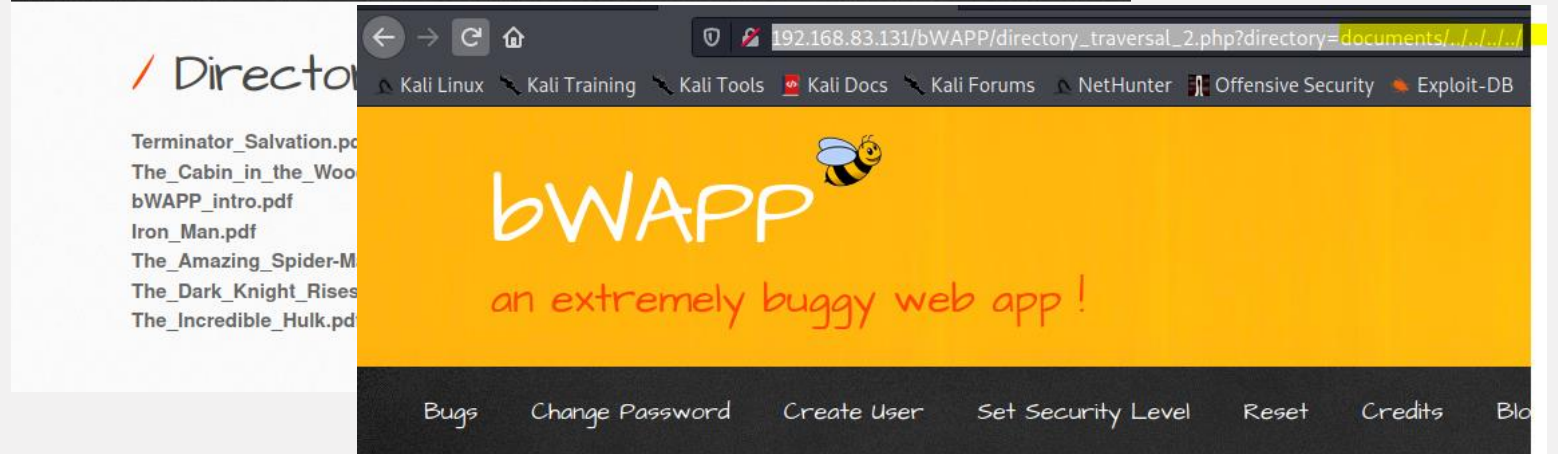 / Directo
Terminator_Salvation.pd
The_Cabin_in_the_Woo
bWAPP_intro.pdf
Iron_Man.pdf
The_Amazing_Spider-M
The_Dark_Knight_Rises
The_Incredible_Hulk.pd
192.168.83.131/bWAPP/directory_traversal_2.php?directory=documents/../../../../
Kali Linux Kali Training Kali Tools Kali Docs Kali Forums NetHunter Offensive Security Exploit-DB
bWAPP
an extremely buggy web app !
Bugs Change Password Create User Set Security Level Reset Credits Blo